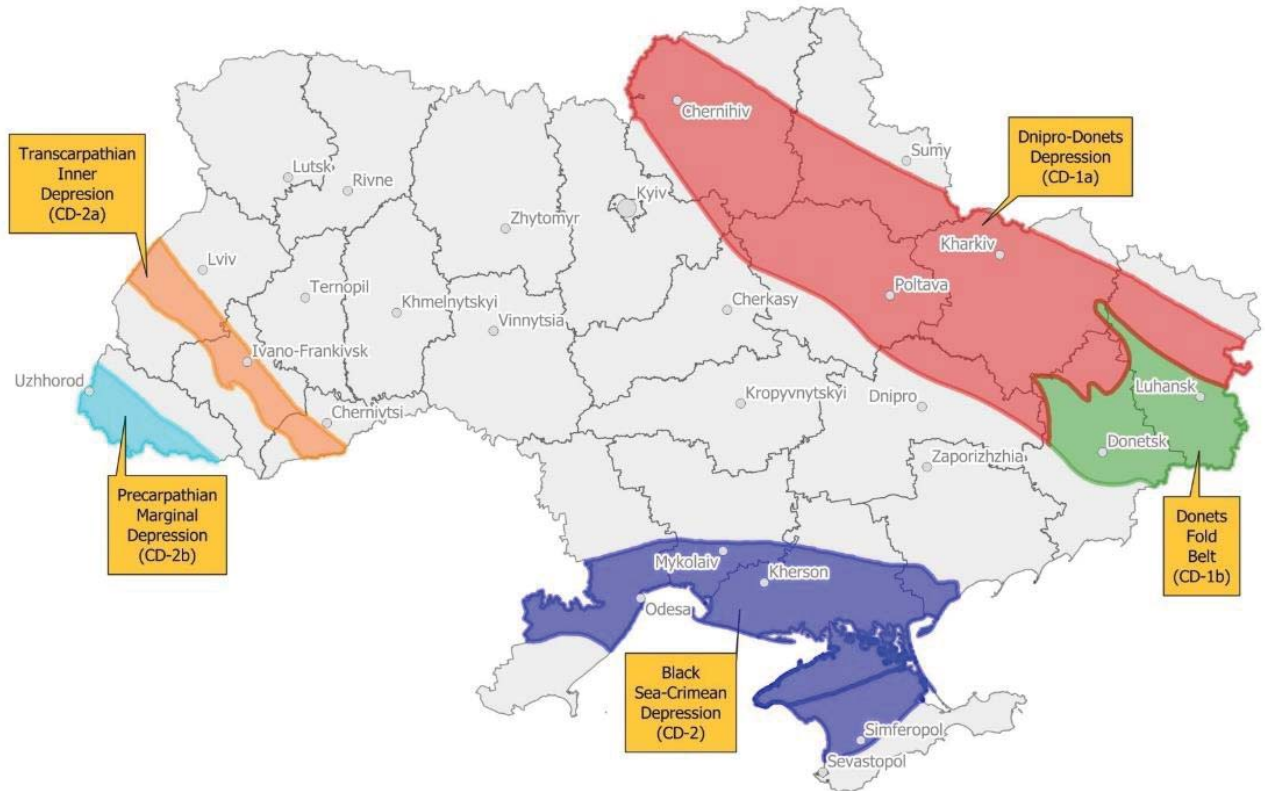 Chernihiv
Sumy
Dnipro-Donets
Depression
(CD-1a)
Transcarpathian
Inner
Depresion
(CD-2a)
Lutsk
Rivne
Kyiv
Zhytomyr
Kharkiv
Lviv
Ternopil
Khmelnytskyi
Vinnytsia
Cherkasy
Poltava
Ivano-Frankivsk
Uzhhorod
Chernivtsi
Kropyvnytskyi
Dnipro
Luhansk
Donetsk
Zaporizhzhia
Precarpathian
Marginal
Depression
(CD-2b)
Donets
Fold
Belt
(CD-1b)
Mykolaiv
Kherson
Odesa
Black
Sea-Crimean
Depression
(CD-2)
Simferopol
Sevastopol